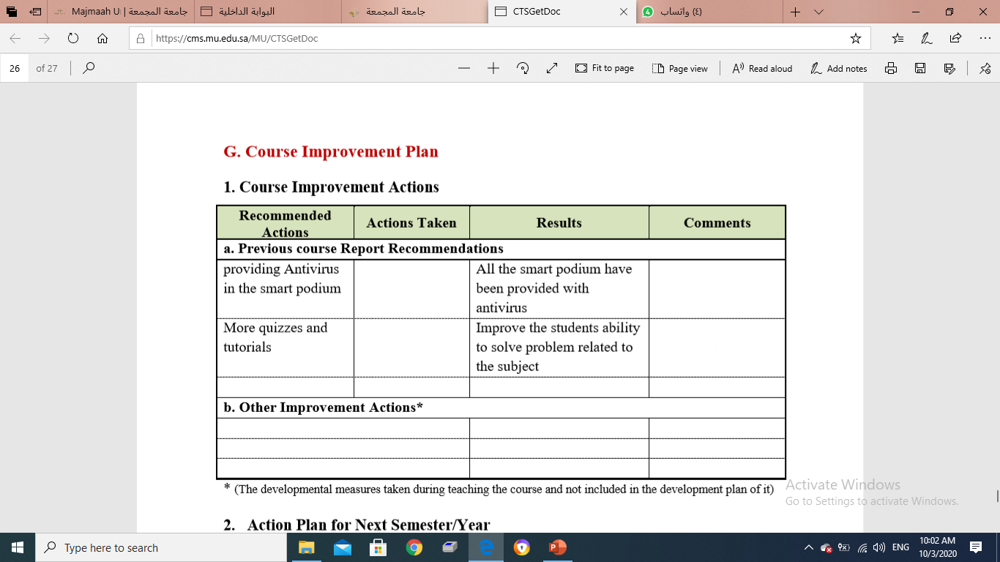 Majmaah Ui | جامعة المجمعة
البوابة الداخلية
جامعة المجمعة
CTSGetDoc
(٤) واتساب
https://cms.mu.edu.sa/MU/CTSGetDoc
26 of 27
Fit to page
Page view
Read aloud
Add notes
G. Course Improvement Plan
1. Course Improvement Actions
Recommended
Actions
Actions Taken
Results
Comments
a. Previous course Report Recommendations
providing Antivirus
in the smart podium
All the smart podium have
been provided with
antivirus
More quizzes and
tutorials
Improve the students ability
to solve problem related to
the subject
b. Other Improvement Actions*
* (The developmental measures taken during teaching the course and not included in the development plan of it)
Activate Windows
Go to Settings to activate Windows.
2. Action Plan for Next Semester/Year
Type here to search
ENG
10:02 AM
10/3/2020